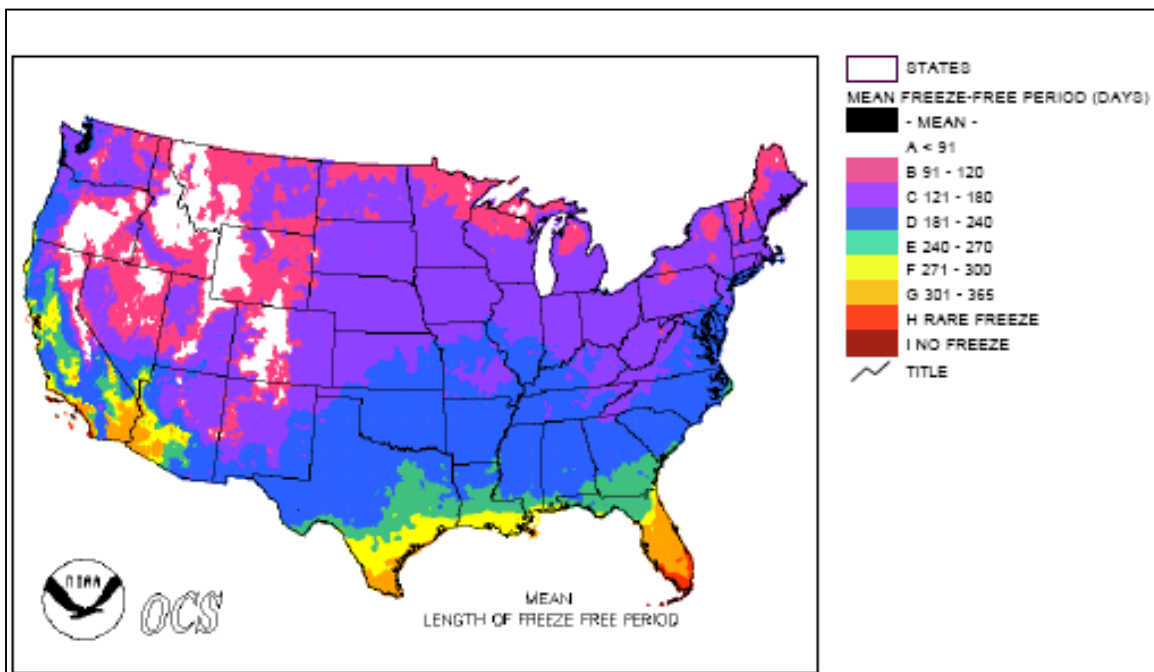 STATES
MEAN FREEZE-FREE PERIOD (DAYS)
- MEAN -
A < 91
B 91 - 120
C 121 - 180
D 181 - 240
E 240 - 270
F 271 - 300
G 301 - 365
H RARE FREEZE
I NO FREEZE
TITLE
NOAA
OCS
MEAN
LENGTH OF FREEZE FREE PERIOD